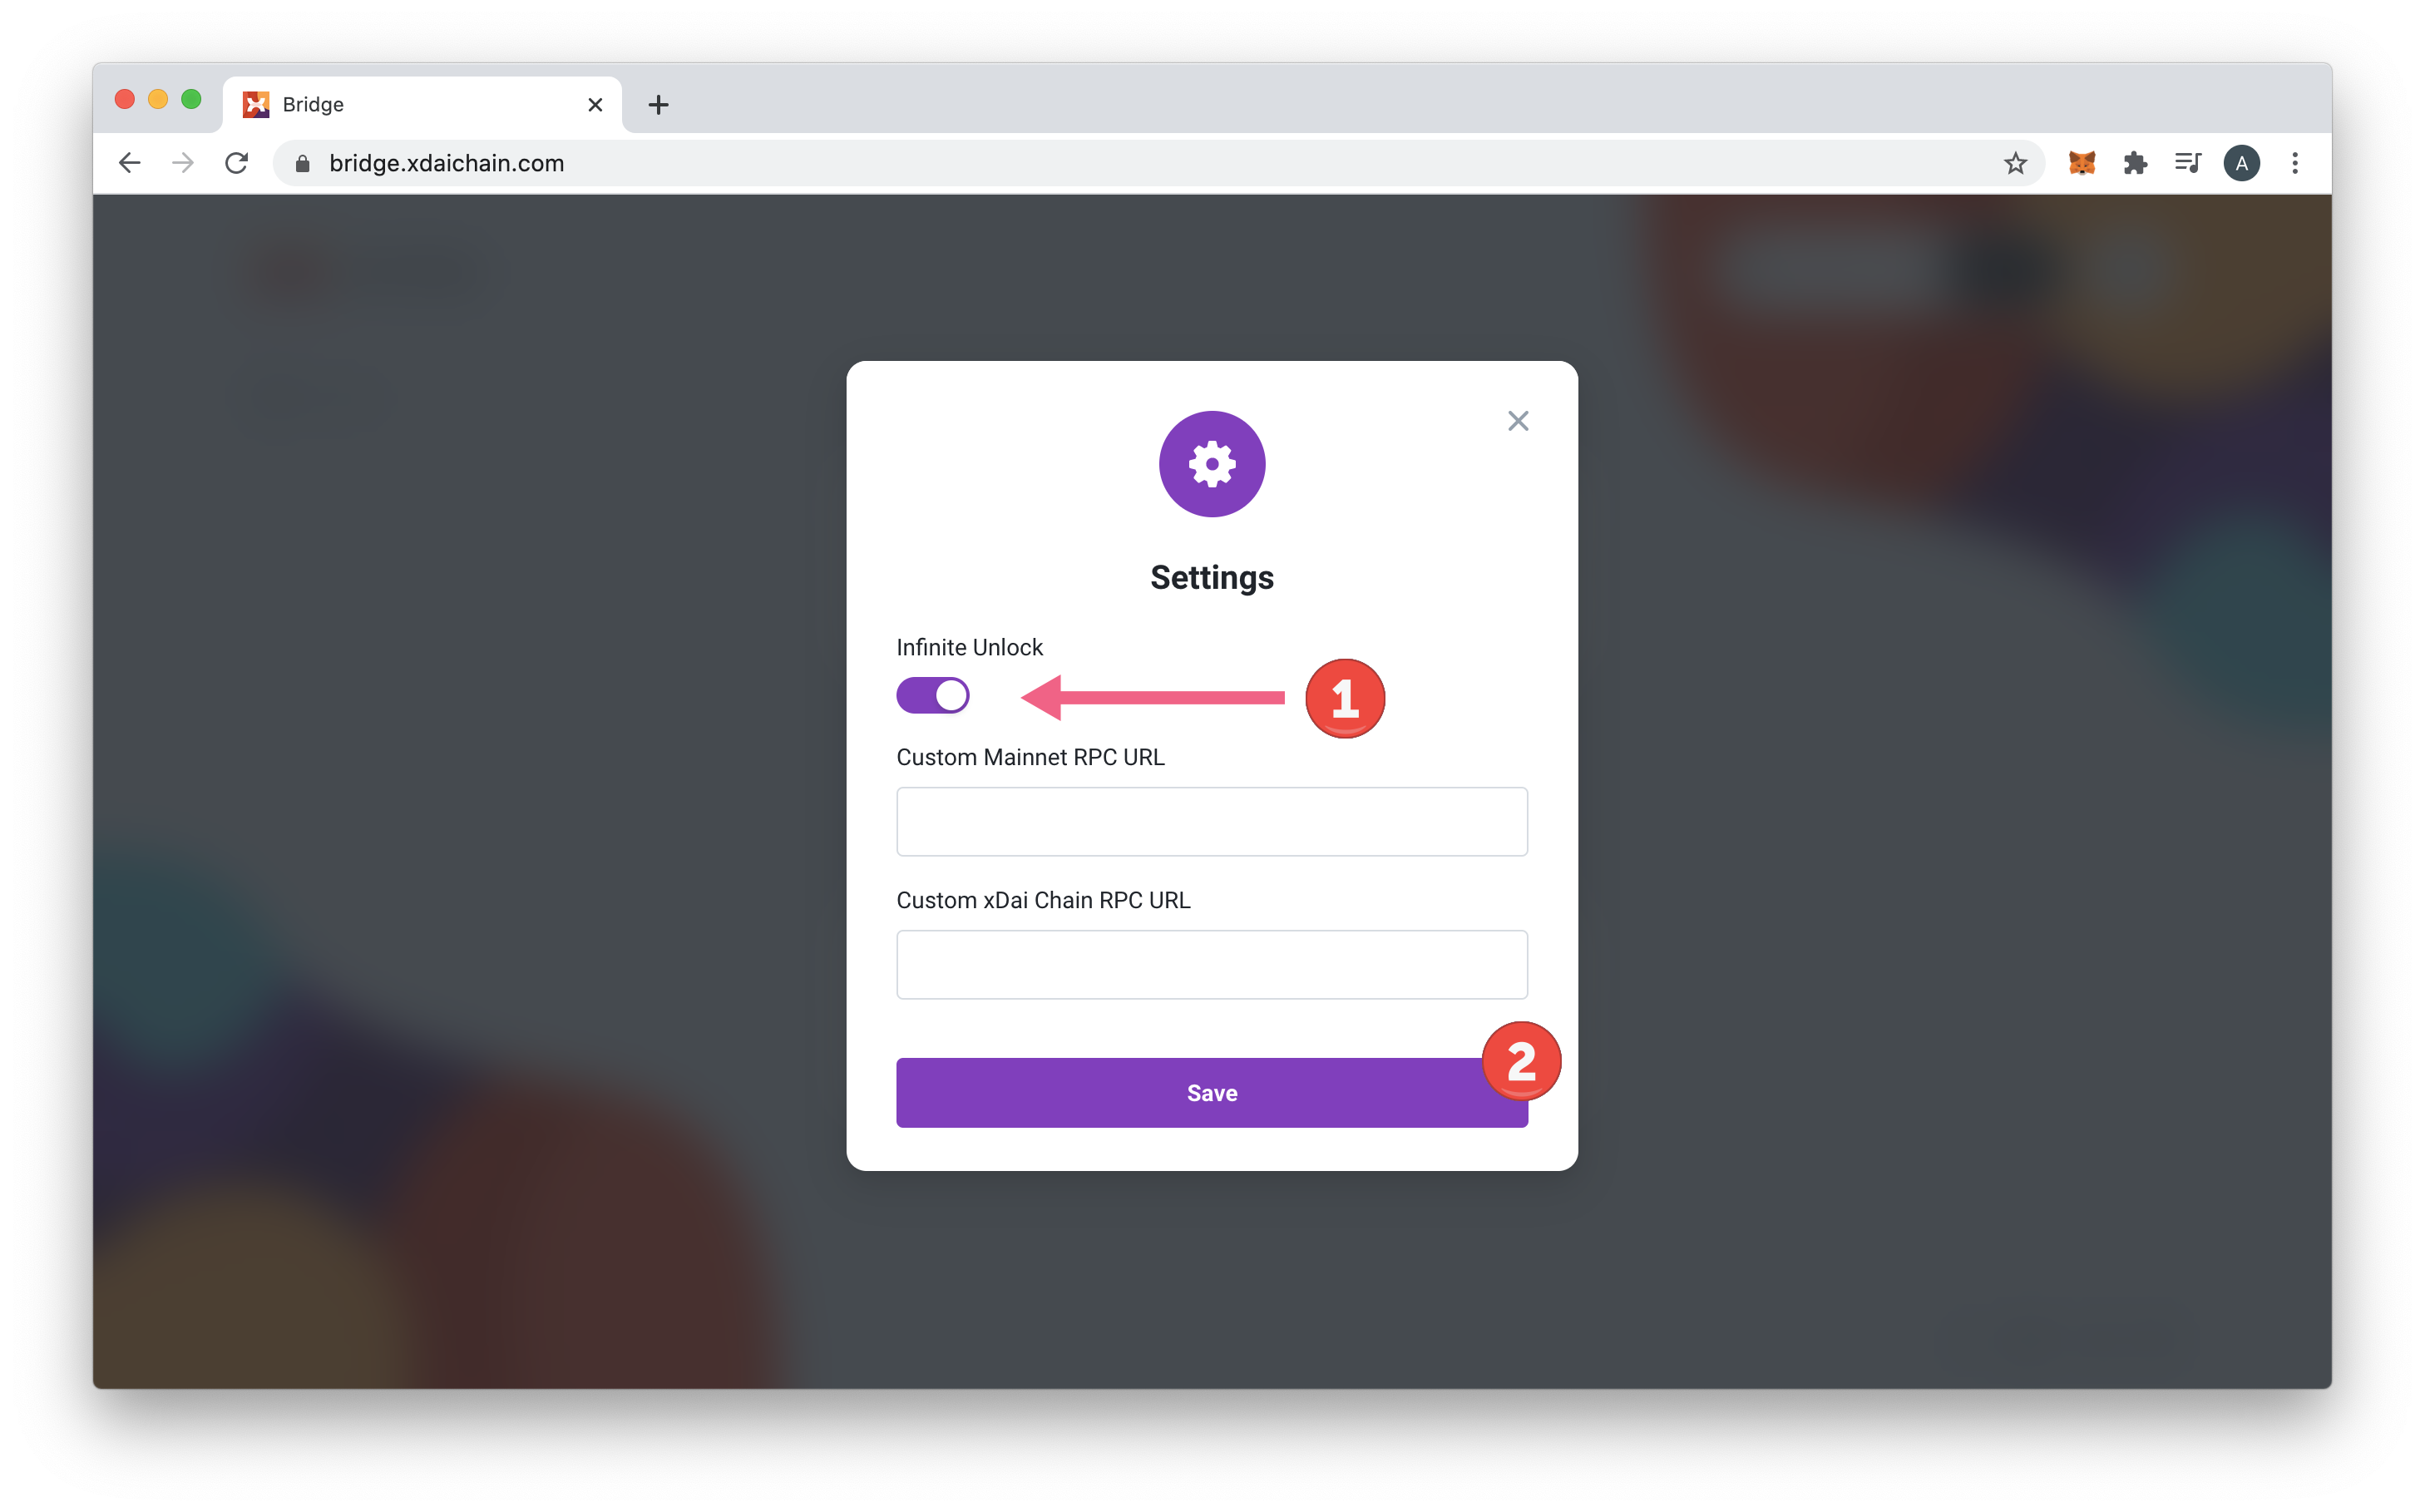 Bridge
bridge.xdaichain.com
A
Settings
Infinite Unlock
1
Custom Mainnet RPC URL
Custom xDai Chain RPC URL
2
Save